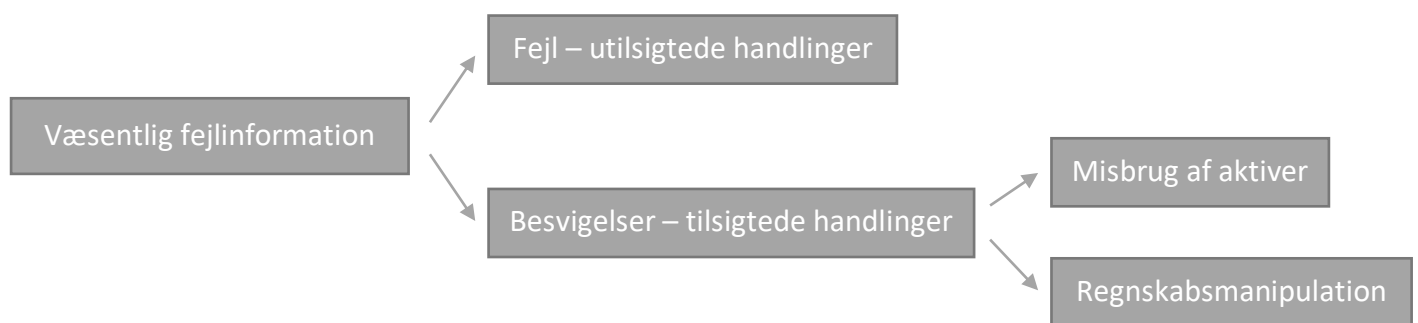 Fejl – utilsigtede handlinger
Væsentlig fejlinformation
Misbrug af aktiver
Besvigelser – tilsigtede handlinger
Regnskabsmanipulation